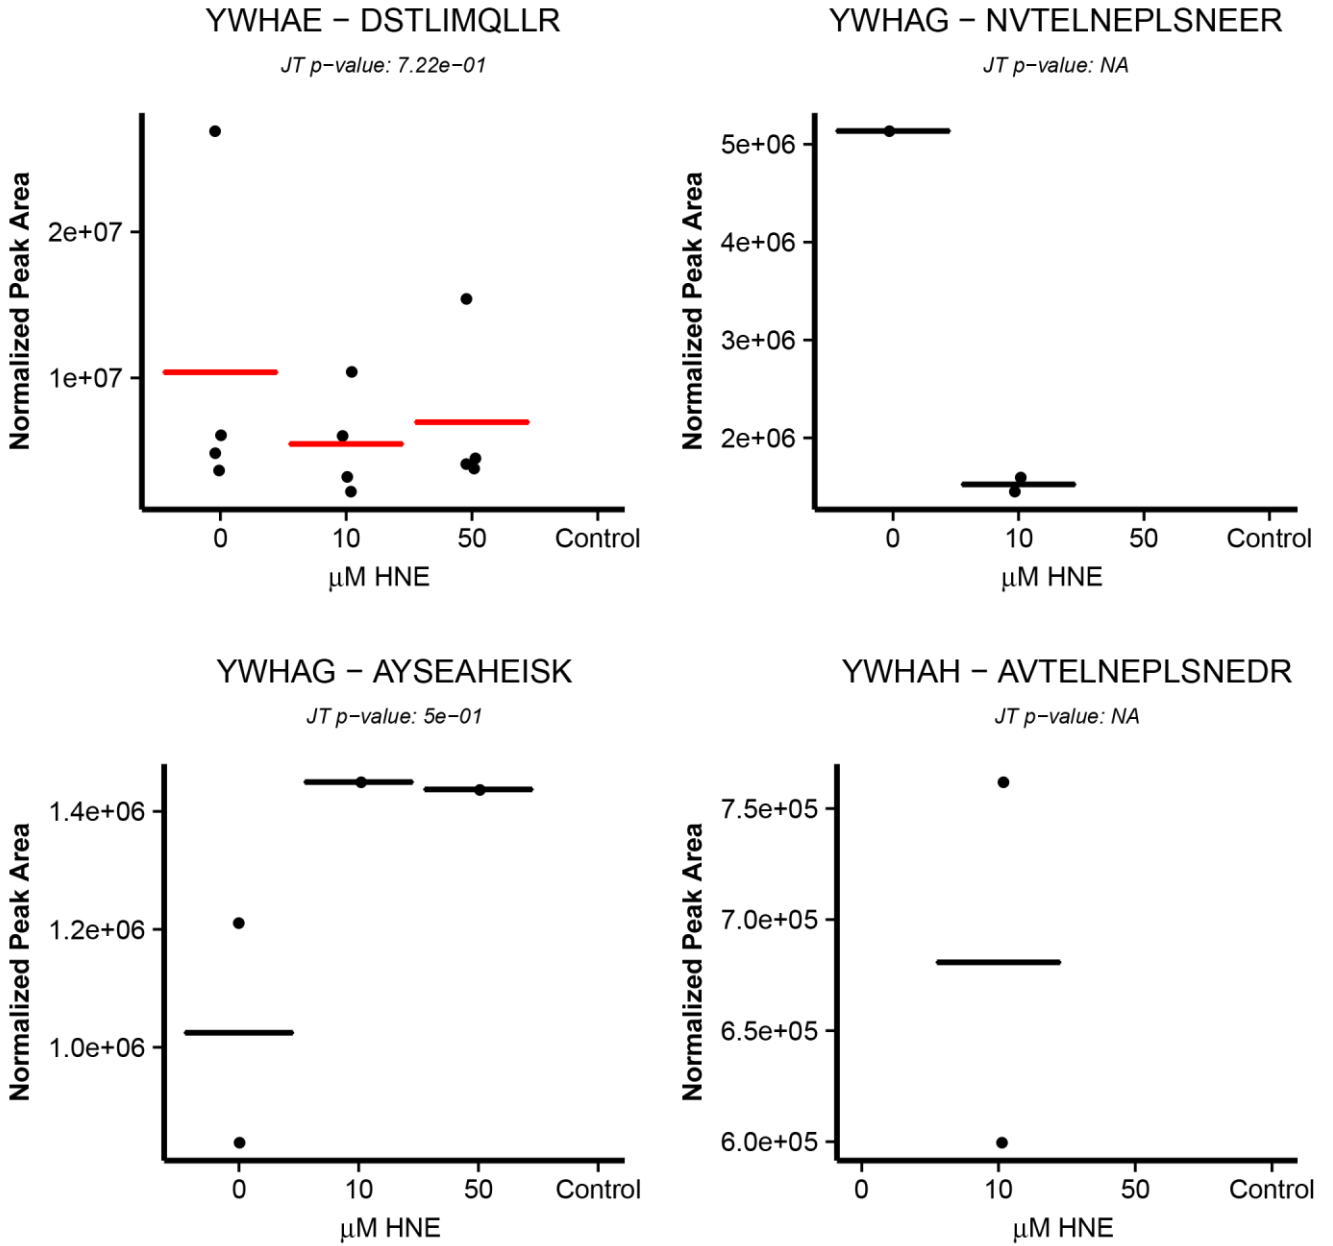 YWHAE − DSTLIMQLLR
JT p−value: 7.22e−01
Normalized Peak Area
2e+07
1e+07
0 10 50 Control
μM HNE
YWHAG − NVTELNEPLSNEER
JT p−value: NA
Normalized Peak Area
5e+06
4e+06
3e+06
2e+06
0 10 50 Control
μM HNE
YWHAG − AYSEAHEISK
JT p−value: 5e−01
Normalized Peak Area
1.4e+06
1.2e+06
1.0e+06
0 10 50 Control
μM HNE
YWHAH − AVTELNEPLSNEDR
JT p−value: NA
Normalized Peak Area
7.5e+05
7.0e+05
6.5e+05
6.0e+05
0 10 50 Control
μM HNE